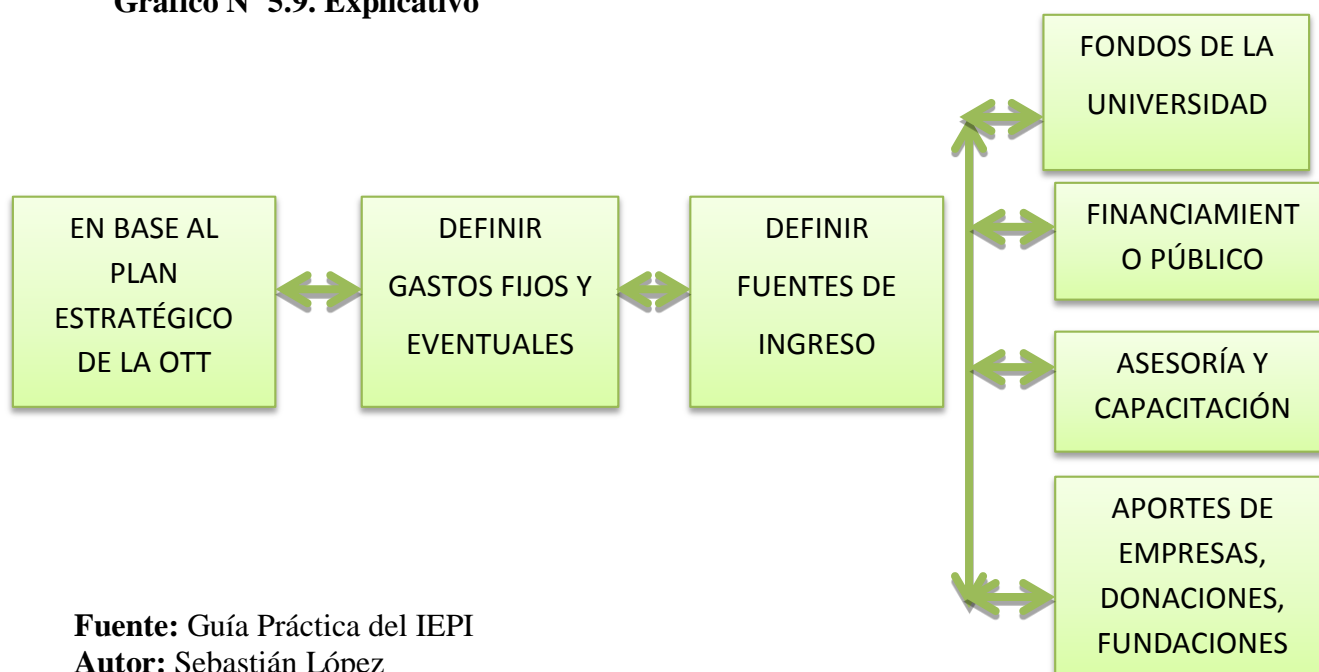 Gráfico N° 5.9. Explicativo
FONDOS DE LA
UNIVERSIDAD
EN BASE AL
PLAN
ESTRATÉGICO
DE LA OTT
DEFINIR
GASTOS FIJOS Y
EVENTUALES
DEFINIR
FUENTES DE
INGRESO
FINANCIAMIENT
O PÚBLICO
ASESORÍA Y
CAPACITACIÓN
APORTES DE
EMPRESAS,
DONACIONES,
FUNDACIONES
Fuente: Guía Práctica del IEPI
Autor: Sebastián López